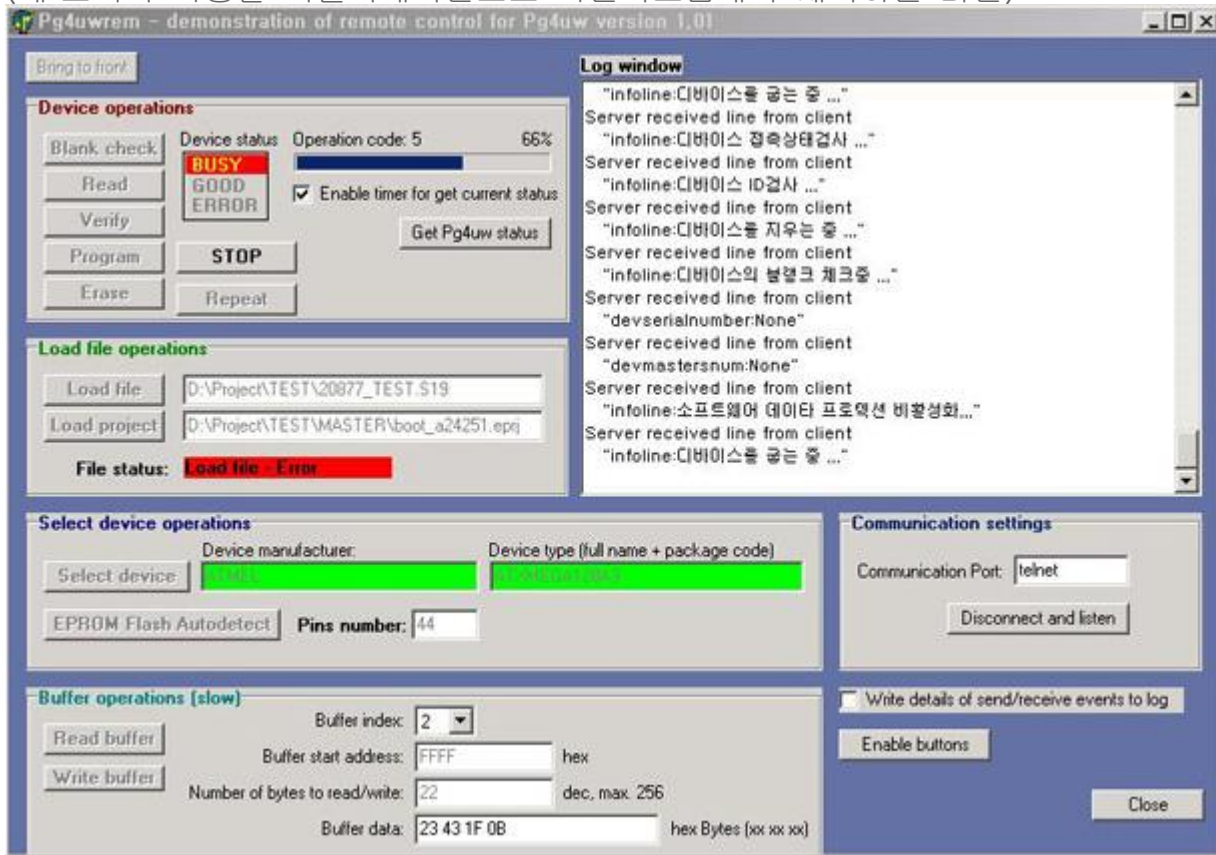 Pg4uwrem - demonstration of remote control for Pg4uw version 1.01
Bring to front
Device operations
Blank check
Read
Verify
Program
Erase
Device status
BUSY
GOOD
ERROR
Operation code: 5
66%
Enable timer for get current status
Get Pg4uw status
STOP
Repeat
Load file operations
Load file
D:\Project\TEST\20877_TEST.S19
Load project
D:\Project\TEST\MASTER\boot_a24251.eprj
File status:
Load file - Error
Log window
"infoline:디바이스를 굽는 중 ..."
Server received line from client
"infoline:디바이스 접촉상태검사 ..."
Server received line from client
"infoline:디바이스 ID검사 ..."
Server received line from client
"infoline:디바이스를 지우는 중 ..."
Server received line from client
"infoline:디바이스의 블랭크 체크중 ..."
Server received line from client
"devserialnumber:None"
Server received line from client
"devmastersnum:None"
Server received line from client
"infoline:소프트웨어 데이타 프로덱션 비활성화..."
Server received line from client
"infoline:디바이스를 굽는 중 ..."
Select device operations
Device manufacturer:
Device type (full name + package code)
Select device
ATMEL
EPROM Flash Autodetect
Pins number:
44
Communication settings
Communication Port:
telnet
Disconnect and listen
Buffer operations (slow)
Read buffer
Write buffer
Buffer index:
2
Buffer start address:
FFFF
hex
Number of bytes to read/write:
22
dec, max. 256
Buffer data:
23 43 1F 0B
hex Bytes (xx xx xx)
Write details of send/receive events to log
Enable buttons
Close